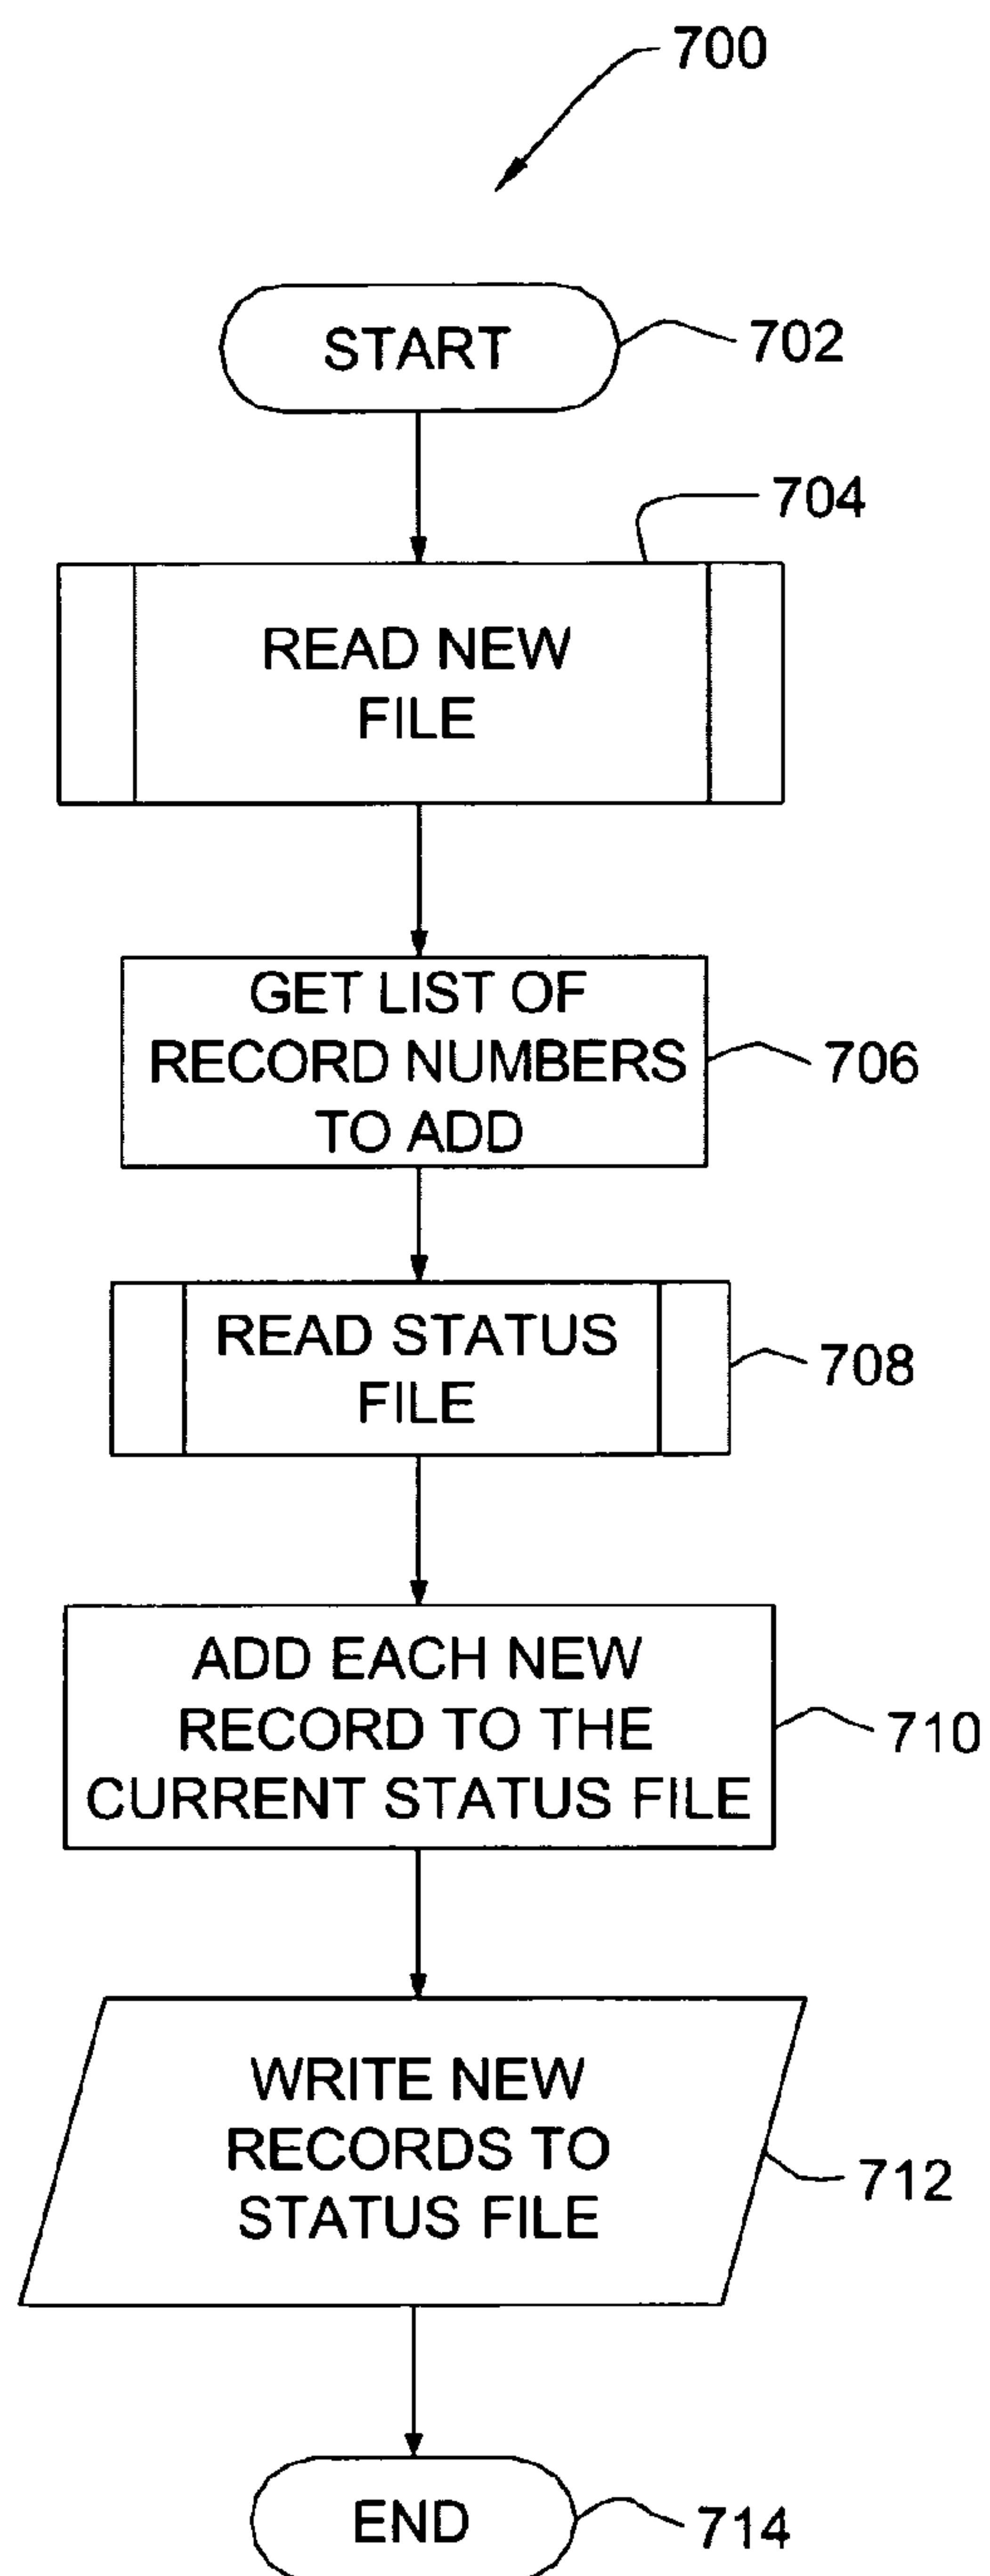 700
START
702
704
READ NEW
FILE
GET LIST OF
RECORD NUMBERS
TO ADD
706
READ STATUS
FILE
708
ADD EACH NEW
RECORD TO THE
CURRENT STATUS FILE
710
WRITE NEW
RECORDS TO
STATUS FILE
712
END
714